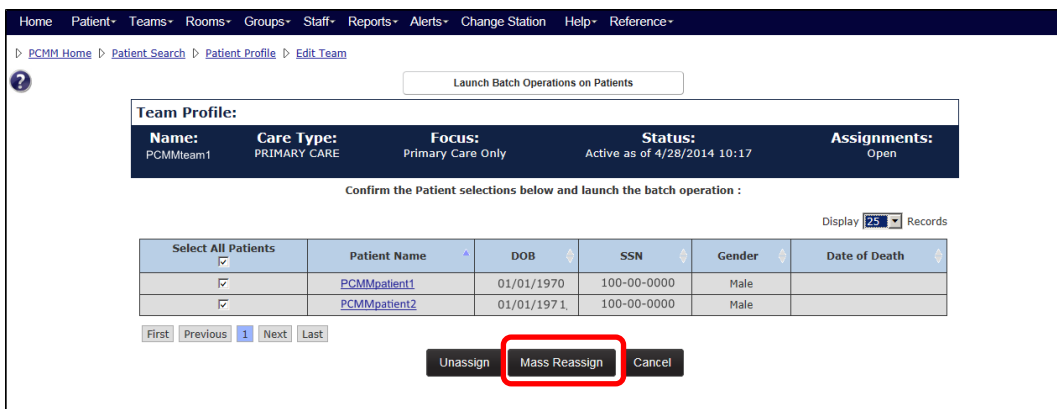 Home Patient Teams Rooms Groups Staff Reports Alerts Change Station Help Reference
PCMM Home Patient Search Patient Profile Edit Team
?
Launch Batch Operations on Patients
Team Profile:
Name: Care Type: Focus: Status: Assignments:
PCMMteam1 PRIMARY CARE Primary Care Only Active as of 4/28/2014 10:17 Open
Confirm the Patient selections below and launch the batch operation :
Display 25 Records
Select All Patients Patient Name DOB SSN Gender Date of Death
PCMMpatient1 01/01/1970 100-00-0000 Male
PCMMpatient2 01/01/1971, 100-00-0000 Male
First Previous 1 Next Last
Unassign Mass Reassign Cancel